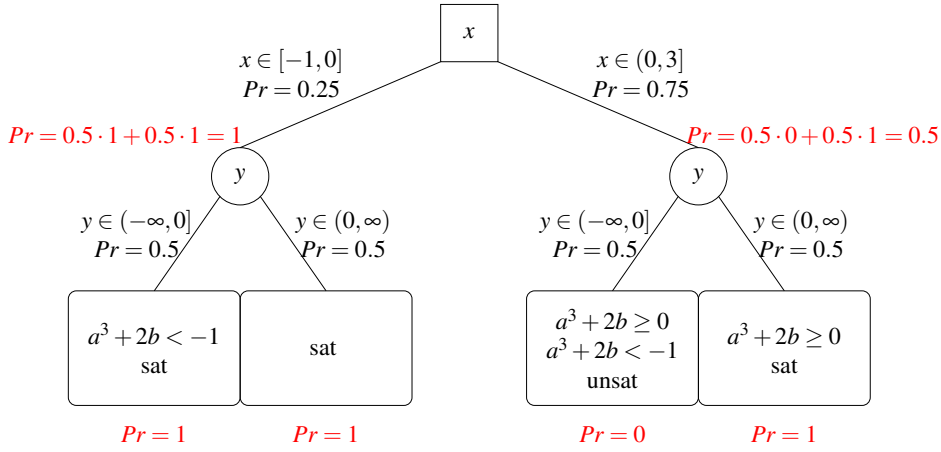 x
x ∈ [−1,0]
Pr = 0.25
x ∈ (0,3]
Pr = 0.75
Pr = 0.5 · 1 + 0.5 · 1 = 1
Pr = 0.5 · 0 + 0.5 · 1 = 0.5
y
y
y ∈ (−∞,0]
Pr = 0.5
y ∈ (0,∞)
Pr = 0.5
y ∈ (−∞,0]
Pr = 0.5
y ∈ (0,∞)
Pr = 0.5
a³ + 2b < −1
sat
sat
a³ + 2b ≥ 0
a³ + 2b < −1
unsat
a³ + 2b ≥ 0
sat
Pr = 1
Pr = 1
Pr = 0
Pr = 1